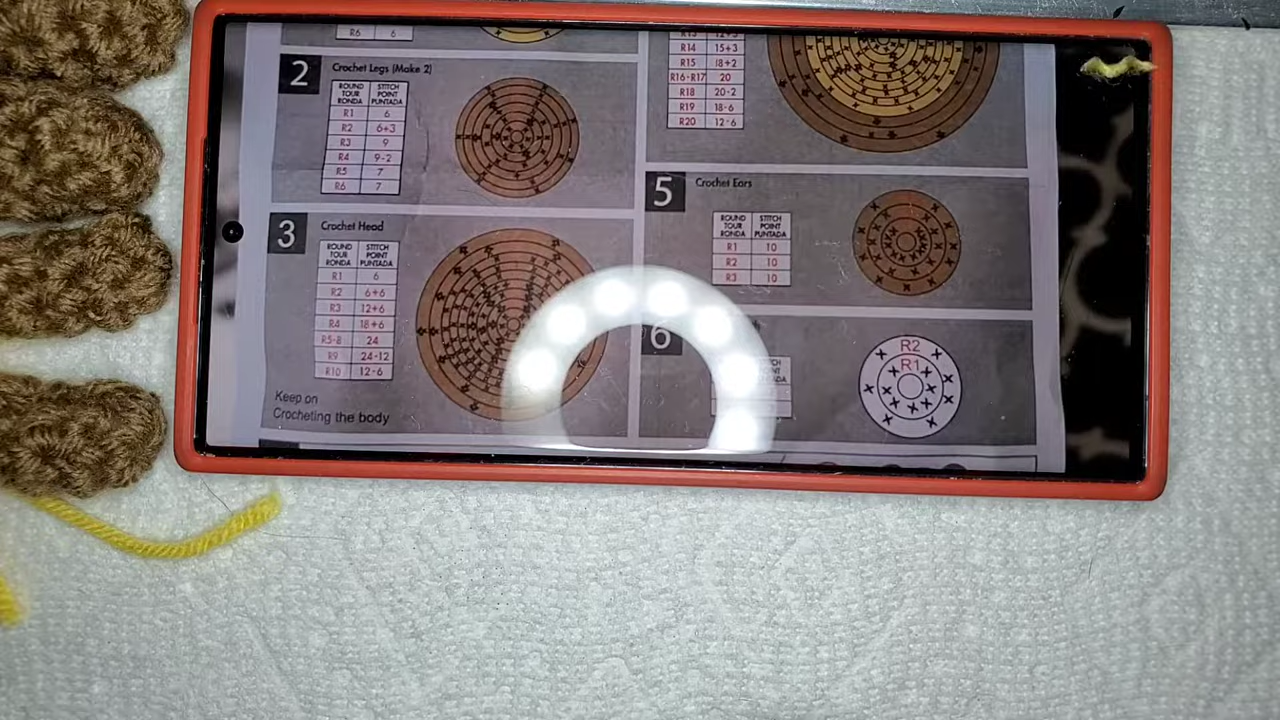 R6 6
2 Crochet Legs (Make 2)
ROUND TOUR RONDA STITCH POINT PUNTADA
R1 6
R2 6+3
R3 9
R4 9-2
R5 7
R6 7
3 Crochet Head
ROUND TOUR RONDA STITCH POINT PUNTADA
R1 6
R2 6+6
R3 12+6
R4 18+6
R5-8 24
R9 24-12
R10 12-6
Keep on
Crocheting the body
R14 15+3
R15 18+2
R16-R17 20
R18 20-2
R19 18-6
R20 12-6
5 Crochet Ears
ROUND TOUR RONDA STITCH POINT PUNTADA
R1 10
R2 10
R3 10
6
R2
R1